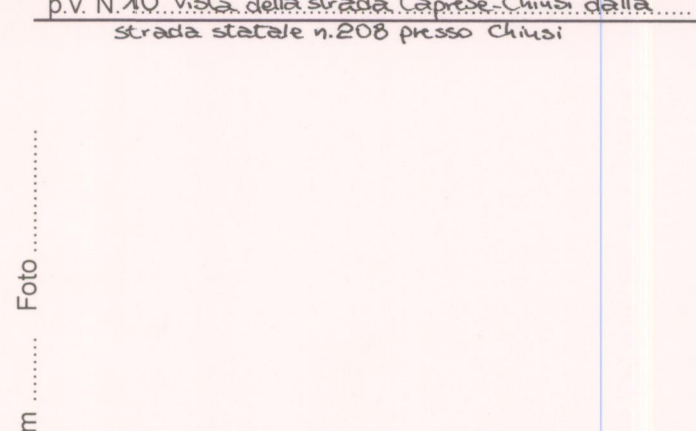 p.V. N. 10 Vista della strada Caprese-Chiusi dalla
strada statale n.208 presso Chiusi
Foto
m